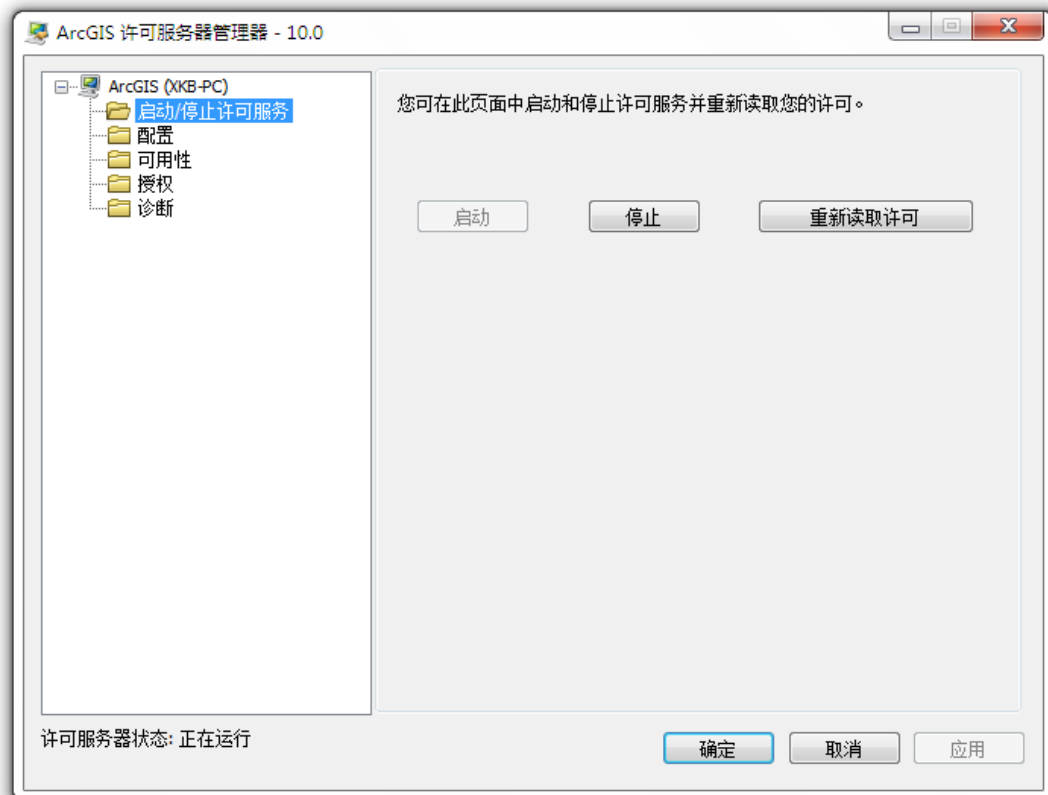 ArcGIS 许可服务器管理器 - 10.0
ArcGIS (XKB-PC)
启动/停止许可服务
配置
可用性
授权
诊断
您可在此页面中启动和停止许可服务并重新读取您的许可。
启动
停止
重新读取许可
许可服务器状态: 正在运行
确定
取消
应用